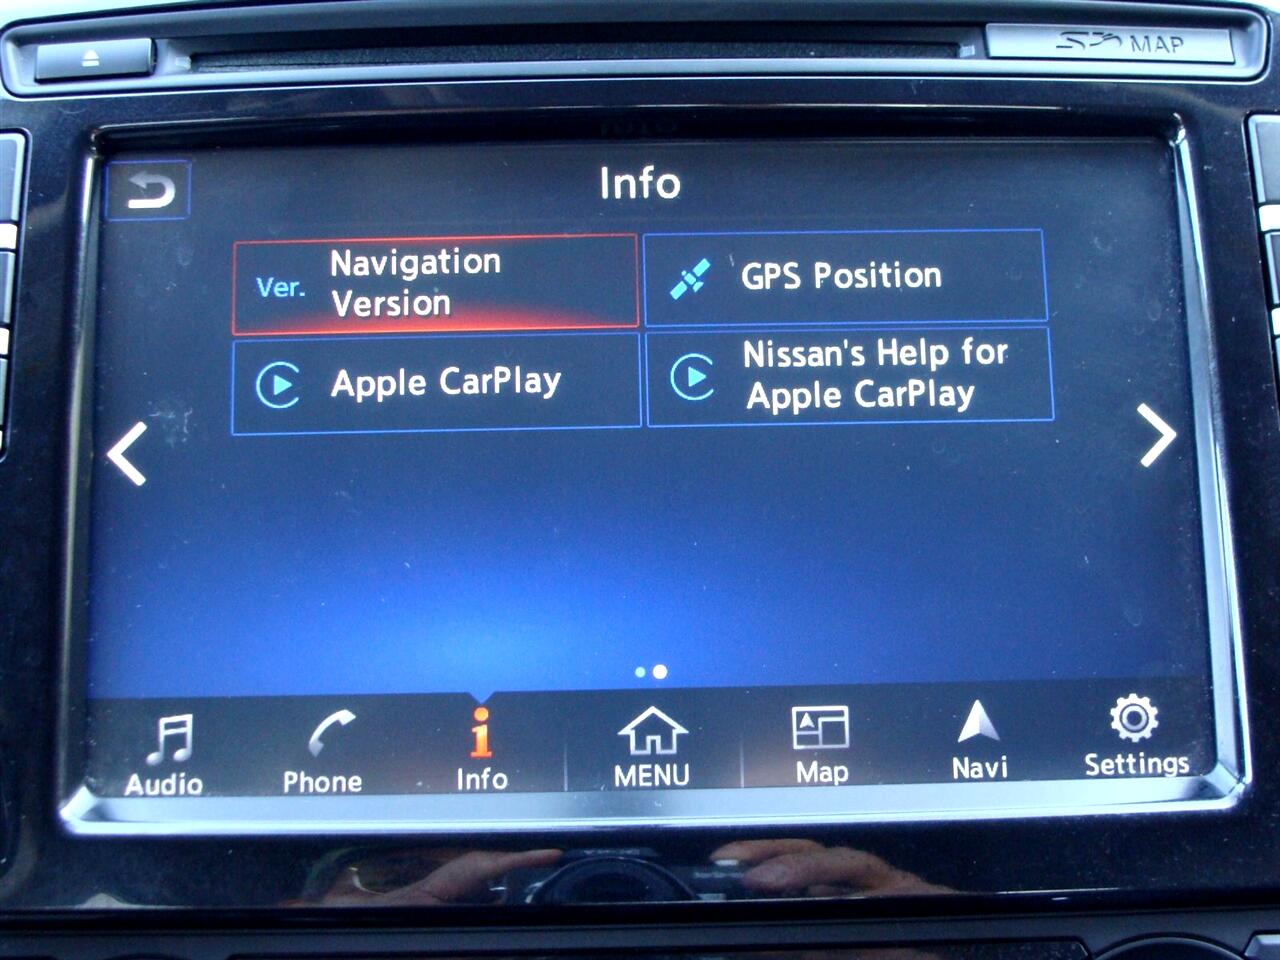 MAP
Info
Ver.
Navigation
Version
GPS Position
Apple CarPlay
Nissan's Help for
Apple CarPlay
Audio
Phone
Info
MENU
Map
Navi
Settings